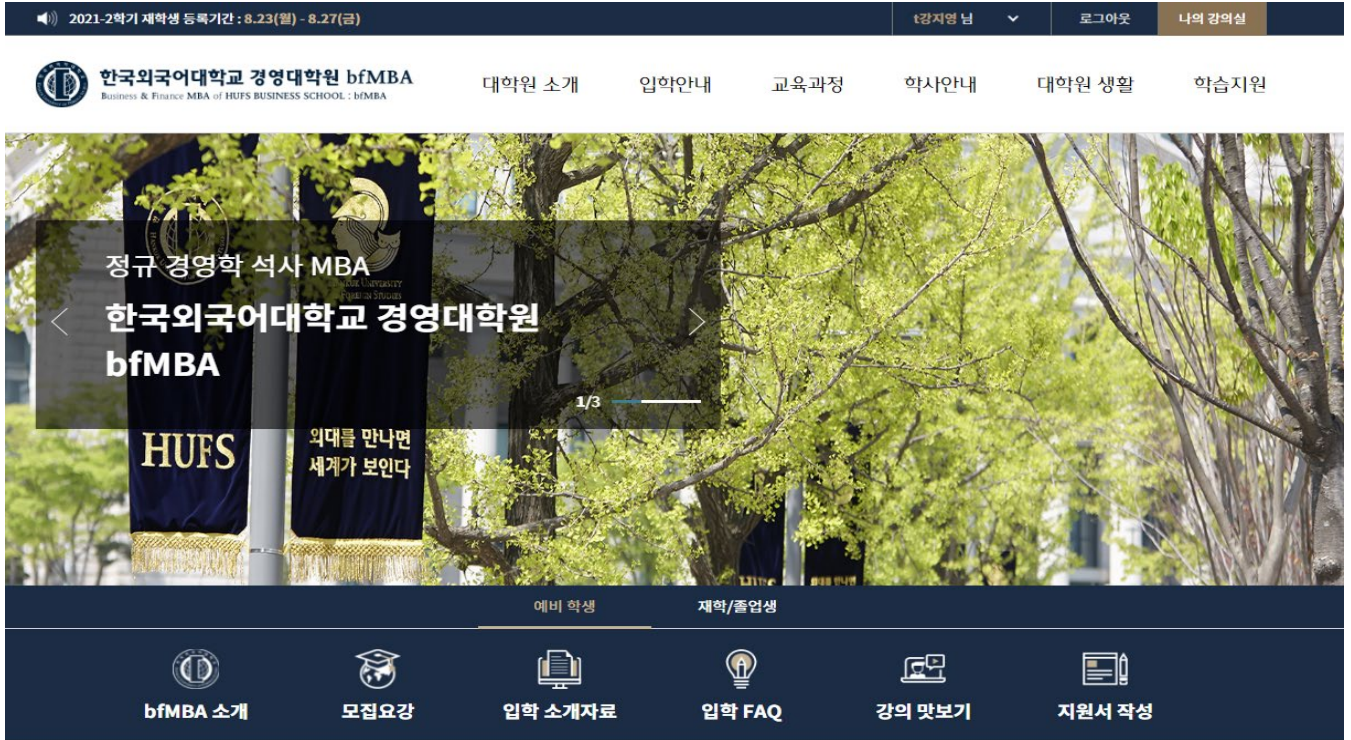 2021-2학기 재학생 등록기간 : 8.23(월) - 8.27(금)
t강지영 님
로그아웃
나의 강의실
한국외국어대학교 경영대학원 bfMBA
Business & Finance MBA of HUFS BUSINESS SCHOOL : bfMBA
대학원 소개
입학안내
교육과정
학사안내
대학원 생활
학습지원
정규 경영학 석사 MBA
한국외국어대학교 경영대학원
bfMBA
1/3
HUFS
외대를 만나면
세계가 보인다
HUFS
예비 학생
재학/졸업생
bfMBA 소개
모집요강
입학 소개자료
입학 FAQ
강의 맛보기
지원서 작성